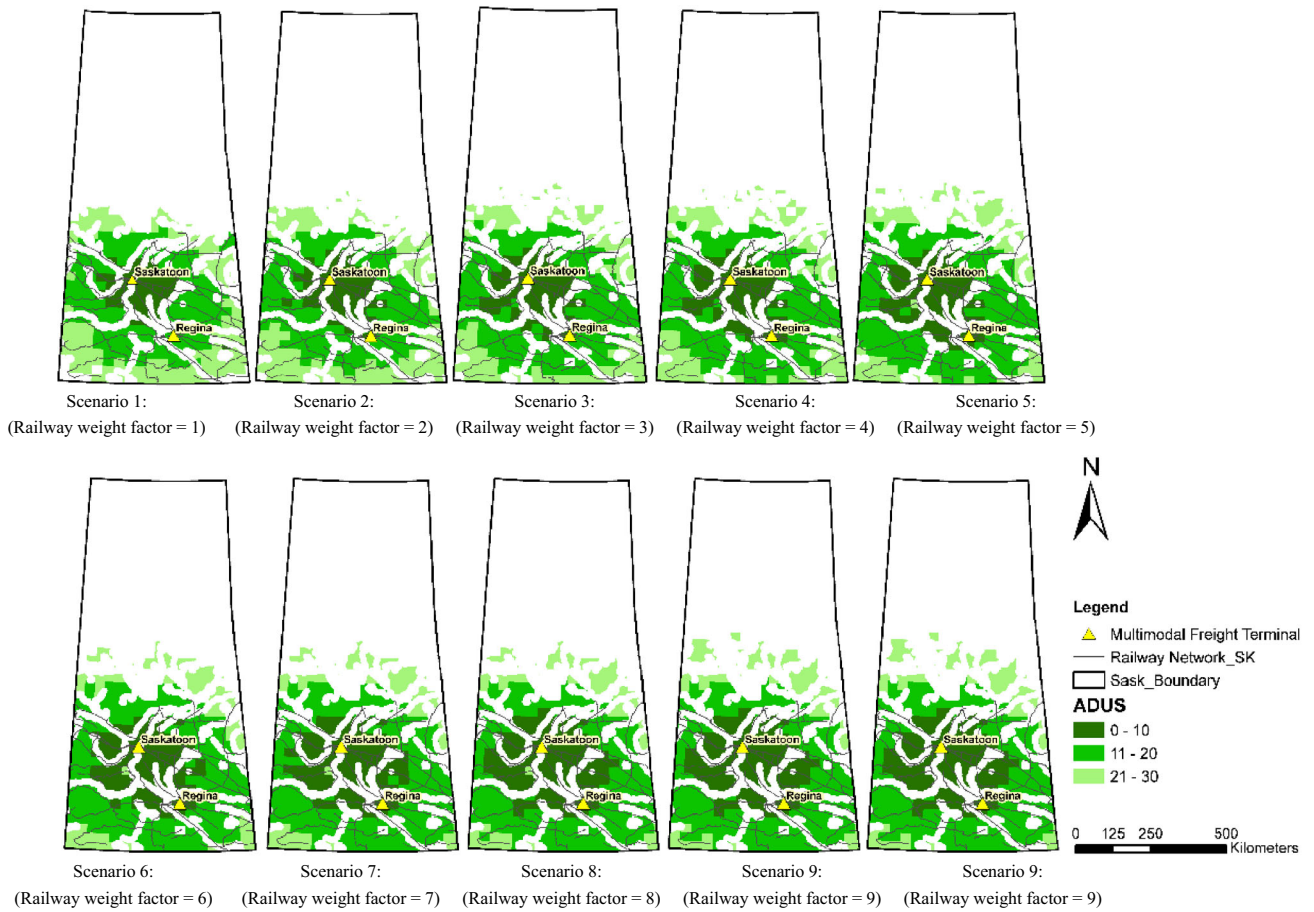 Saskatoon
Regina
Saskatoon
Regina
Saskatoon
Regina
Saskatoon
Regina
Saskatoon
Regina
Scenario 1:
(Railway weight factor = 1)
Scenario 2:
(Railway weight factor = 2)
Scenario 3:
(Railway weight factor = 3)
Scenario 4:
(Railway weight factor = 4)
Scenario 5:
(Railway weight factor = 5)
Saskatoon
Regina
Saskatoon
Regina
Saskatoon
Regina
Saskatoon
Regina
Saskatoon
Regina
Scenario 6:
(Railway weight factor = 6)
Scenario 7:
(Railway weight factor = 7)
Scenario 8:
(Railway weight factor = 8)
Scenario 9:
(Railway weight factor = 9)
Scenario 9:
(Railway weight factor = 9)
N
Legend
Multimodal Freight Terminal
Railway Network_SK
Sask_Boundary
ADUS
0 - 10
11 - 20
21 - 30
0 125 250 500
Kilometers